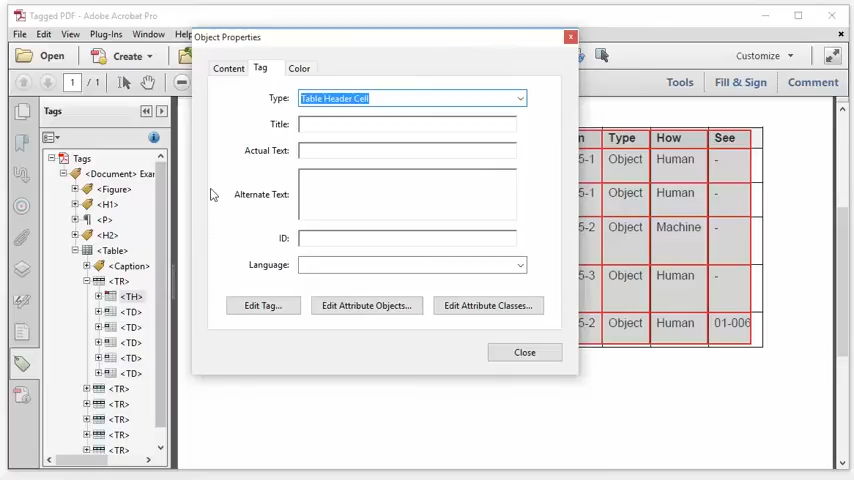 Tagged PDF - Adobe Acrobat Pro
File Edit View Plug-Ins Window Help
Open Create Customize
1 / 1 Tools Fill & Sign Comment
Tags
Tags
<Document> Exa
<Figure>
<H1>
<P>
<H2>
<Table>
<Caption>
<TR>
<TH>
<TD>
<TD>
<TD>
<TD>
<TD>
<TR>
<TR>
<TR>
<TR>
<TR>
Object Properties
Content Tag Color
Type: Table Header Cell
Title:
Actual Text:
Alternate Text:
ID:
Language:
Edit Tag... Edit Attribute Objects... Edit Attribute Classes...
Close
n Type How See
5-1 Object Human -
5-1 Object Human -
5-2 Object Machine -
5-3 Object Human -
5-2 Object Human 01-006